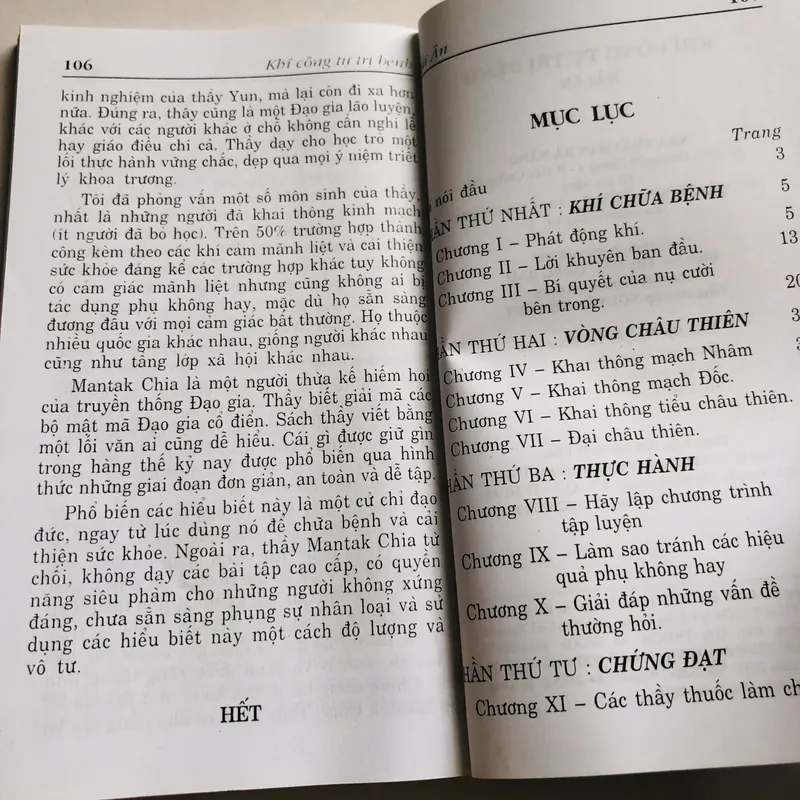 106
Khí công tự trị bệnh
kinh nghiệm của thầy Yun, mà lại còn đi xa hơn
nữa. Đúng ra, thầy cũng là một Đạo gia lão luyện,
khác với các người khác ở chỗ không cần nghi lễ
hay giáo điều chi cả. Thầy dạy cho học trò một
lối thực hành vững chắc, dẹp qua mọi ý niệm triết
lý khoa trương.
Tôi đã phỏng vấn một số môn sinh của thầy,
nhất là những người đã khai thông kinh mạch
(ít người đã bỏ học). Trên 50% trường hợp thành
công kèm theo các khí cảm mãnh liệt và cải thiện
sức khỏe đáng kể các trường hợp khác tuy không
có cảm giác mãnh liệt nhưng cũng không ai bị
tác dụng phụ không hay, mặc dù họ sẵn sàng
đương đầu với mọi cảm giác bất thường. Họ thuộc
nhiều quốc gia khác nhau, giống người khác nhau
cũng như tầng lớp xã hội khác nhau.
Mantak Chia là một người thừa kế hiếm hoi
của truyền thống Đạo gia. Thầy biết giải mã các
bộ mật mã Đạo gia cổ điển. Sách thầy viết bằng
một lối văn ai cũng dễ hiểu. Cái gì được giữ gìn
trong hàng thế kỷ nay được phổ biến qua hình
thức những giai đoạn đơn giản, an toàn và dễ tập.
Phổ biến các hiểu biết này là một cử chỉ đạo
đức, ngay từ lúc dùng nó để chữa bệnh và cải
thiện sức khỏe. Ngoài ra, thầy Mantak Chia từ
chối, không dạy các bài tập cao cấp, có quyền
năng siêu phàm cho những người không xứng
đáng, chưa sẵn sàng phụng sự nhân loại và sử
dụng các hiểu biết này một cách độ lượng và
vô tư.
HẾT
Ân
MỤC LỤC
Trang
nói đầu 3
PHẦN THỨ NHẤT : KHÍ CHỮA BỆNH 5
Chương I – Phát động khí. 5
Chương II – Lời khuyên ban đầu. 13
Chương III – Bí quyết của nụ cười
bên trong. 20
PHẦN THỨ HAI : VÒNG CHÂU THIÊN 3
Chương IV – Khai thông mạch Nhâm 3
Chương V – Khai thông mạch Đốc.
Chương VI – Khai thông tiểu châu thiên.
Chương VII – Đại châu thiên.
PHẦN THỨ BA : THỰC HÀNH
Chương VIII – Hãy lập chương trình
tập luyện
Chương IX – Làm sao tránh các hiệu
quả phụ không hay
Chương X – Giải đáp những vấn đề
thường hỏi.
PHẦN THỨ TƯ : CHỨNG ĐẠT
Chương XI – Các thầy thuốc làm ch